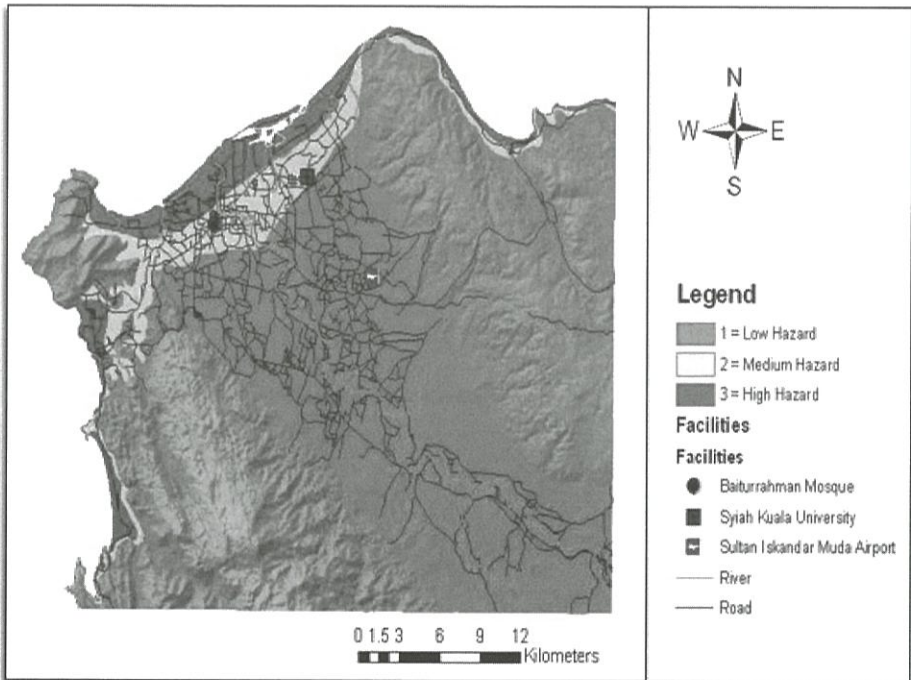 N
W E
S
Legend
1 = Low Hazard
2 = Medium Hazard
3 = High Hazard
Facilities
Facilities
Baiturrahman Mosque
Syiah Kuala University
Sultan Iskandar Muda Airport
River
Road
0 1.5 3 6 9 12
Kilometers